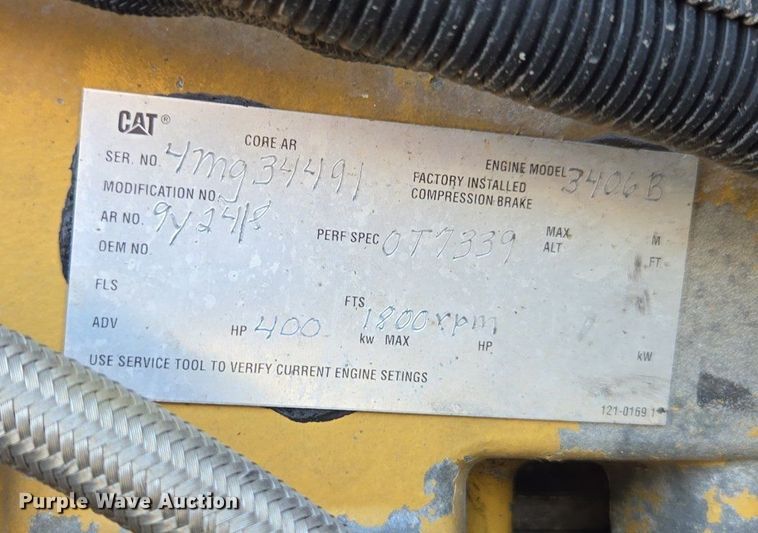 CAT®
CORE AR
SER. NO. 4mg34491
ENGINE MODEL 3406B
MODIFICATION NO.
FACTORY INSTALLED
COMPRESSION BRAKE
AR NO. 9y2418
PERF SPEC 0T7339
MAX ALT
M
FT
OEM NO.
FLS
FTS
ADV
HP 400
1800rpm
kw MAX
HP
kW
USE SERVICE TOOL TO VERIFY CURRENT ENGINE SETINGS
121-0169 1
Purple Wave Auction